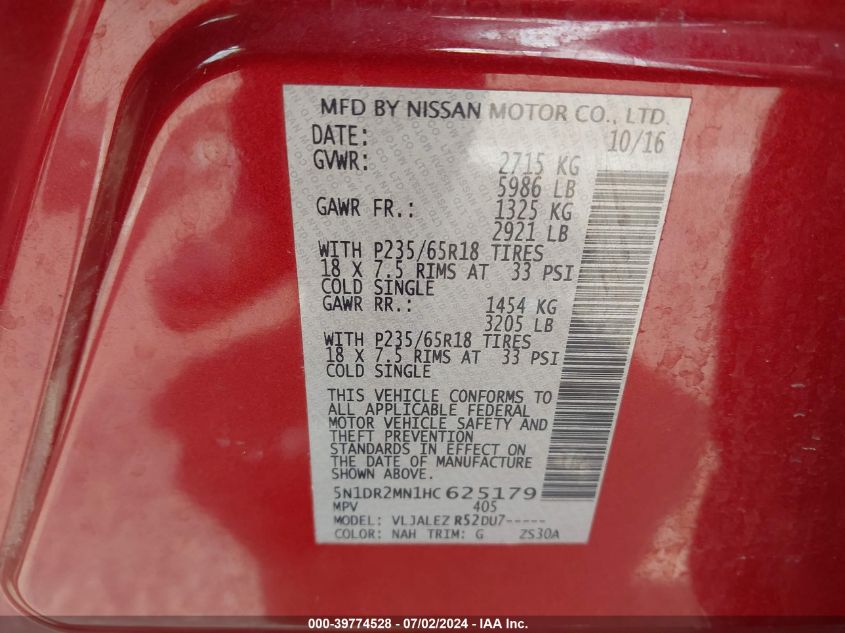 MFD BY NISSAN MOTOR CO., LTD.
DATE: 10/16
GVWR: 2715 KG
5986 LB
GAWR FR.: 1325 KG
2921 LB
WITH P235/65R18 TIRES
18 X 7.5 RIMS AT 33 PSI
COLD SINGLE
GAWR RR.: 1454 KG
3205 LB
WITH P235/65R18 TIRES
18 X 7.5 RIMS AT 33 PSI
COLD SINGLE
THIS VEHICLE CONFORMS TO
ALL APPLICABLE FEDERAL
MOTOR VEHICLE SAFETY AND
THEFT PREVENTION
STANDARDS IN EFFECT ON
THE DATE OF MANUFACTURE
SHOWN ABOVE.
5N1DR2MN1HC625179
MPV 405
MODEL: VLJALEZ R52DU7-----
COLOR: NAH TRIM: G ZS30A
000-39774528 - 07/02/2024 - IAA Inc.